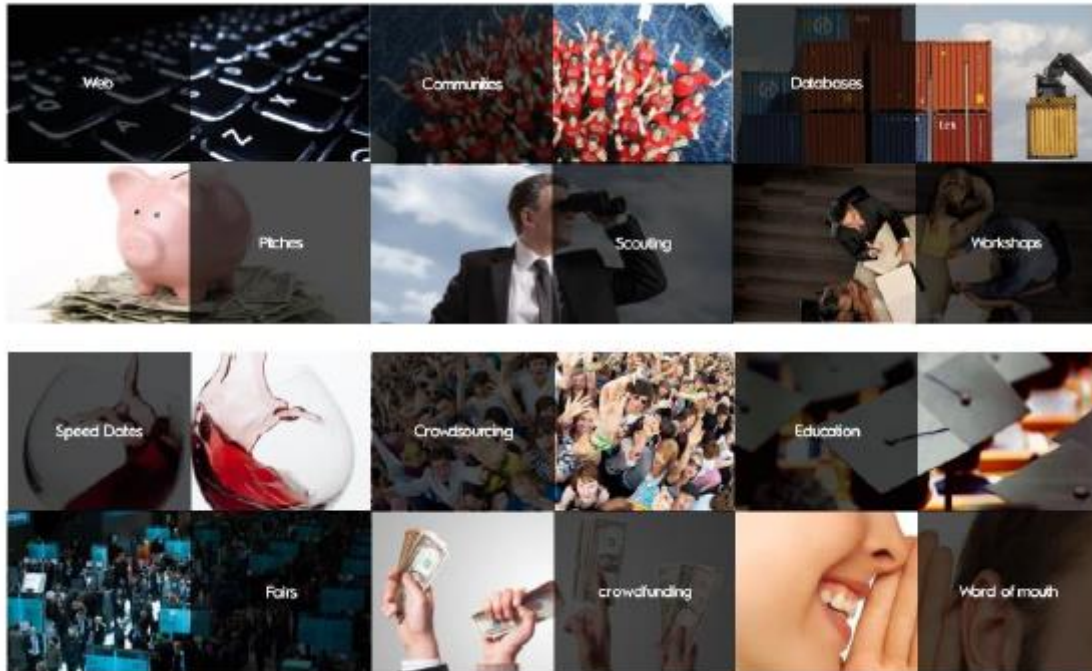 Web
Communities
Databases
Pitches
Scouting
Workshops
Speed Dates
Crowdsourcing
Education
Fairs
crowdfunding
Word of mouth